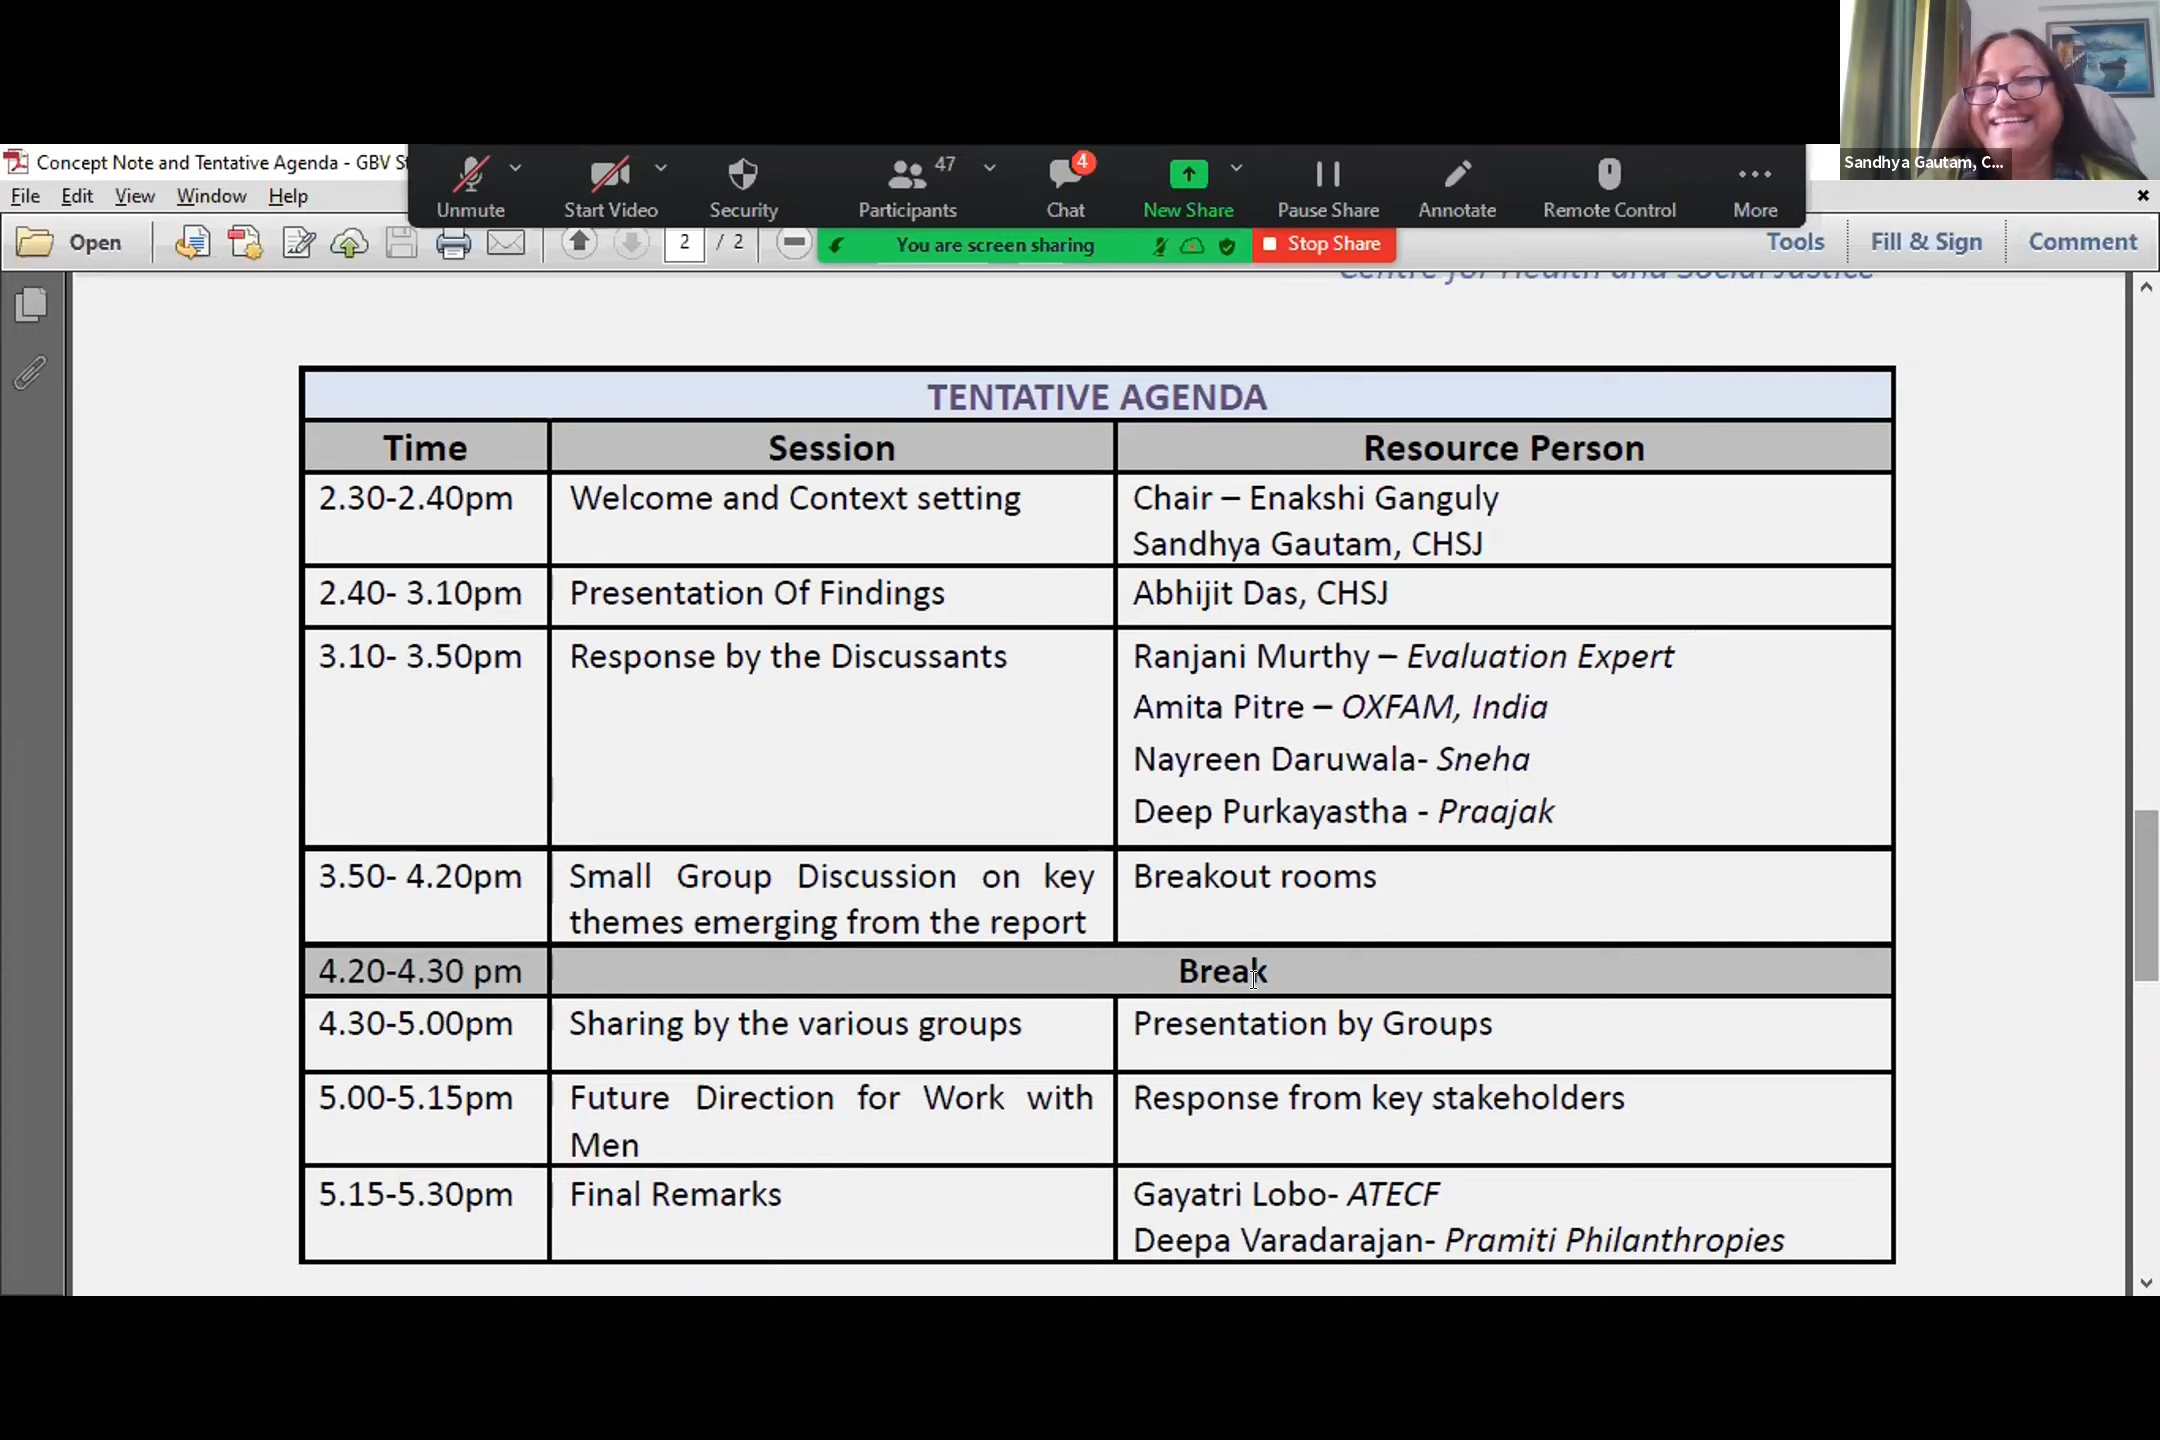 Sandhya Gautam, C...
Concept Note and Tentative Agenda - GBV St
47
4
Unmute
Start Video
Security
Participants
Chat
New Share
Pause Share
Annotate
Remote Control
More
File Edit View Window Help
Open
2 / 2
You are screen sharing
Stop Share
Tools
Fill & Sign
Comment
Centre for Health and Social Justice
TENTATIVE AGENDA
Time Session Resource Person
2.30-2.40pm Welcome and Context setting Chair – Enakshi Ganguly
Sandhya Gautam, CHSJ
2.40- 3.10pm Presentation Of Findings Abhijit Das, CHSJ
3.10- 3.50pm Response by the Discussants Ranjani Murthy – Evaluation Expert
Amita Pitre – OXFAM, India
Nayreen Daruwala- Sneha
Deep Purkayastha - Praajak
3.50- 4.20pm Small Group Discussion on key Breakout rooms
themes emerging from the report
4.20-4.30 pm Break
4.30-5.00pm Sharing by the various groups Presentation by Groups
5.00-5.15pm Future Direction for Work with Response from key stakeholders
Men
5.15-5.30pm Final Remarks Gayatri Lobo- ATECF
Deepa Varadarajan- Pramiti Philanthropies